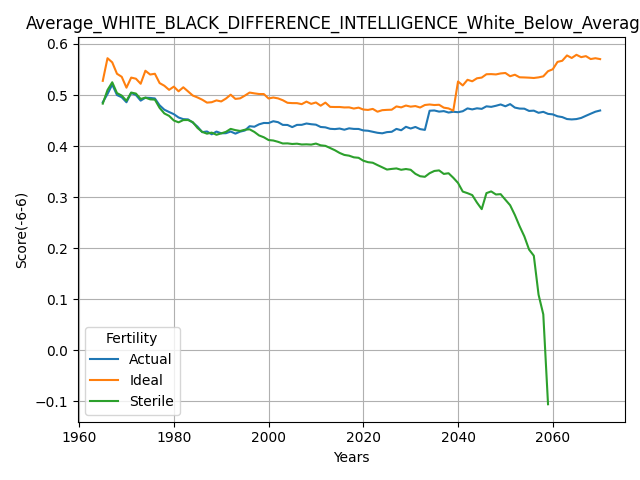 Average_WHITE_BLACK_DIFFERENCE_INTELLIGENCE_White_Below_Averag
0.6
0.5
0.4
0.3
0.2
0.1
0.0
−0.1
Score(-6-6)
Fertility
Actual
Ideal
Sterile
1960 1980 2000 2020 2040 2060
Years